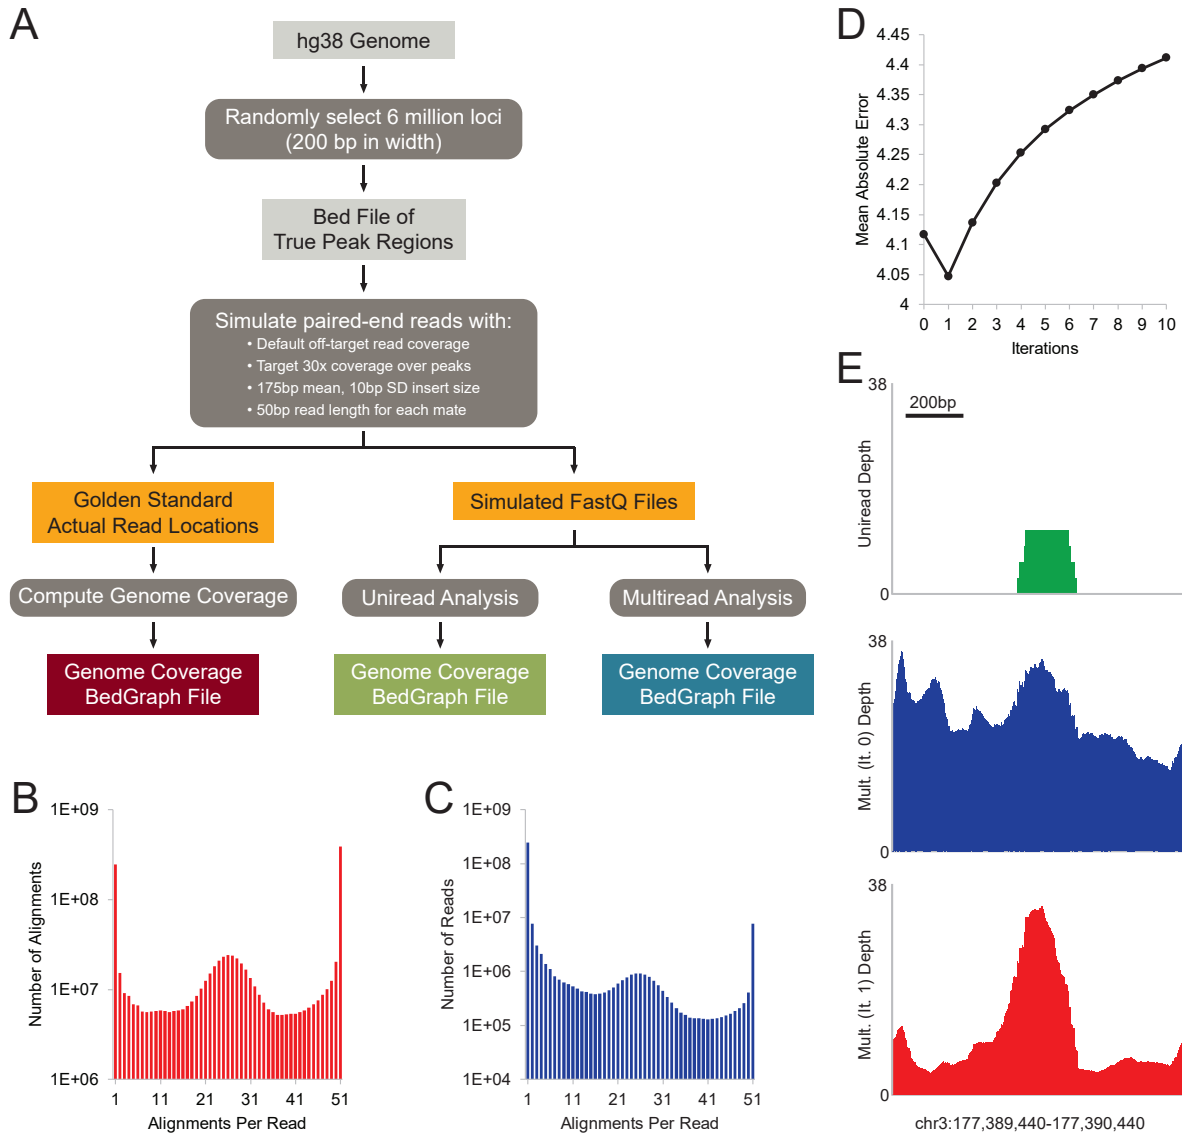 A
hg38 Genome
Randomly select 6 million loci
(200 bp in width)
Bed File of
True Peak Regions
Simulate paired-end reads with:
• Default off-target read coverage
• Target 30x coverage over peaks
• 175bp mean, 10bp SD insert size
• 50bp read length for each mate
Golden Standard
Actual Read Locations
Simulated FastQ Files
Compute Genome Coverage
Uniread Analysis
Multiread Analysis
Genome Coverage
BedGraph File
Genome Coverage
BedGraph File
Genome Coverage
BedGraph File
B
1E+09
1E+08
1E+07
1E+06
Number of Alignments
1 11 21 31 41 51
Alignments Per Read
C
1E+09
1E+08
1E+07
1E+06
1E+05
1E+04
Number of Reads
1 11 21 31 41 51
Alignments Per Read
D
4.45
4.4
4.35
4.3
4.25
4.2
4.15
4.1
4.05
4
Mean Absolute Error
0 1 2 3 4 5 6 7 8 9 10
Iterations
E
38
200bp
Uniread Depth
0
38
Mult. (It. 0) Depth
0
38
Mult. (It. 1) Depth
0
chr3:177,389,440-177,390,440